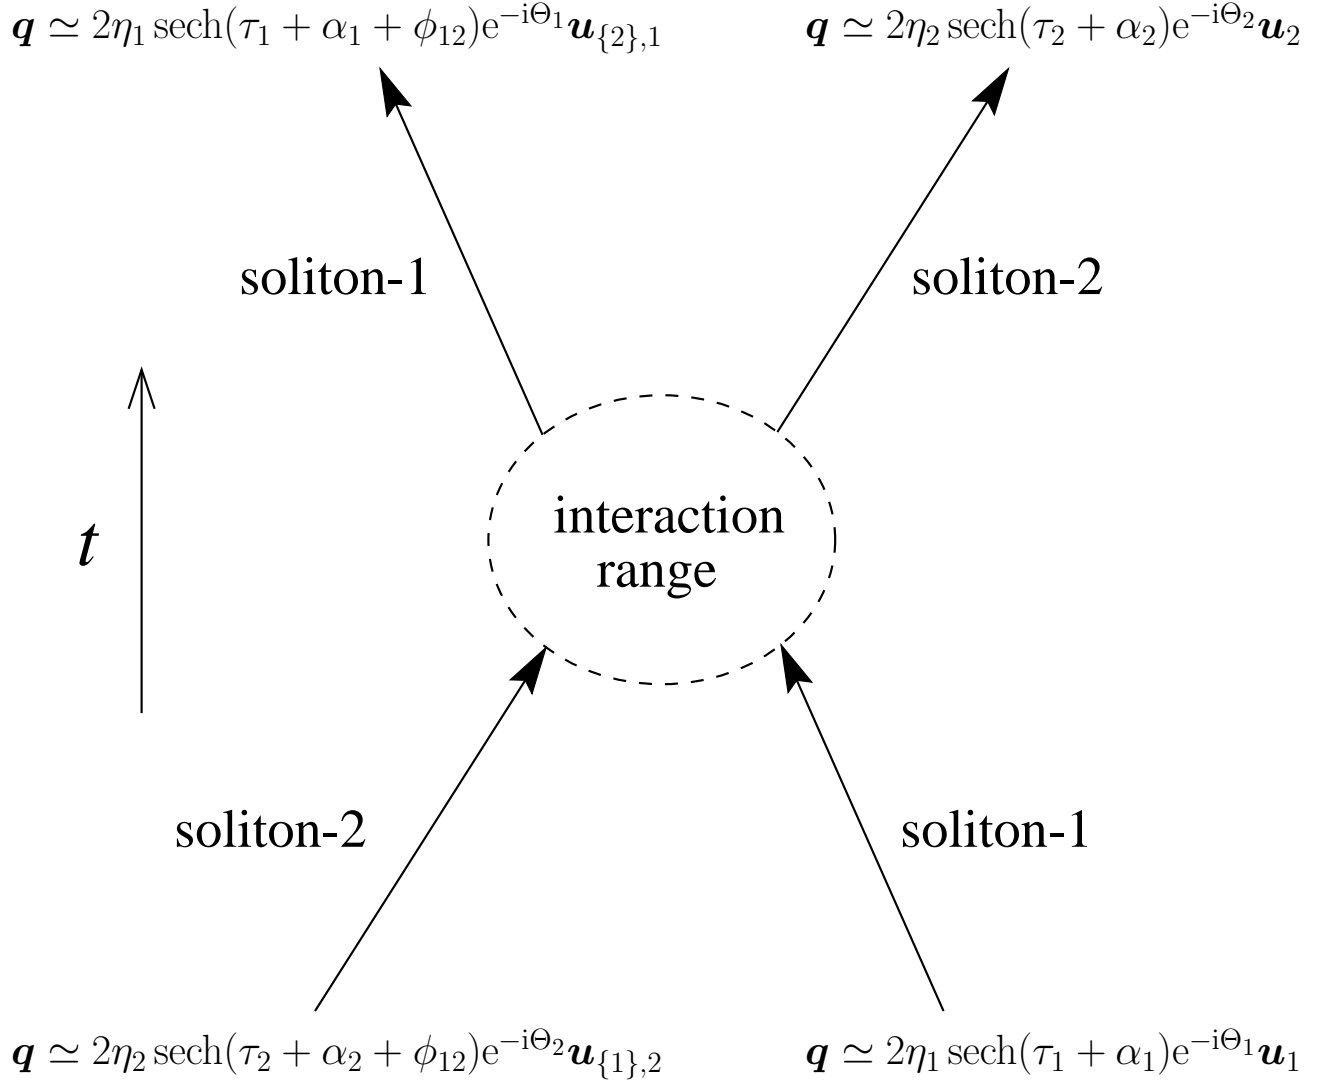 q ≃ 2η₁ sech(τ₁ + α₁ + ϕ₁₂)e^{−iΘ₁}u_{{2},1}
q ≃ 2η₂ sech(τ₂ + α₂)e^{−iΘ₂}u₂
soliton-1
soliton-2
t
interaction
range
soliton-2
soliton-1
q ≃ 2η₂ sech(τ₂ + α₂ + ϕ₁₂)e^{−iΘ₂}u_{{1},2}
q ≃ 2η₁ sech(τ₁ + α₁)e^{−iΘ₁}u₁